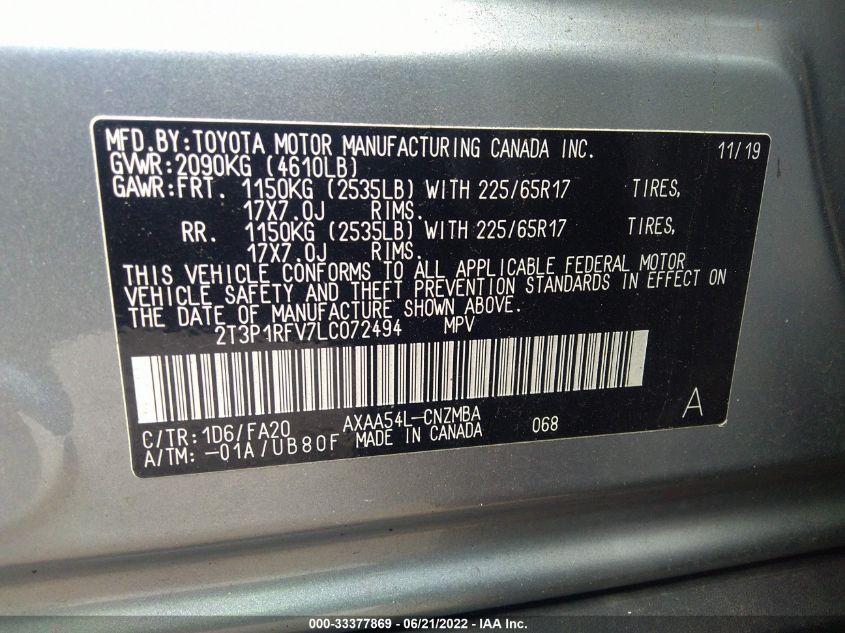 MFD.BY:TOYOTA MOTOR MANUFACTURING CANADA INC. 11/19
GVWR:2090KG (4610LB)
GAWR:FRT. 1150KG (2535LB) WITH 225/65R17 TIRES,
17X7.0J RIMS.
RR. 1150KG (2535LB) WITH 225/65R17 TIRES,
17X7.0J RIMS.
THIS VEHICLE CONFORMS TO ALL APPLICABLE FEDERAL MOTOR
VEHICLE SAFETY AND THEFT PREVENTION STANDARDS IN EFFECT ON
THE DATE OF MANUFACTURE SHOWN ABOVE.
2T3P1RFV7LC072494 MPV
C/TR:1D6/FA20 AXAA54L-CNZMBA A
A/TM:-01A/UB80F MADE IN CANADA 068
000-33377869 - 06/21/2022 - IAA Inc.